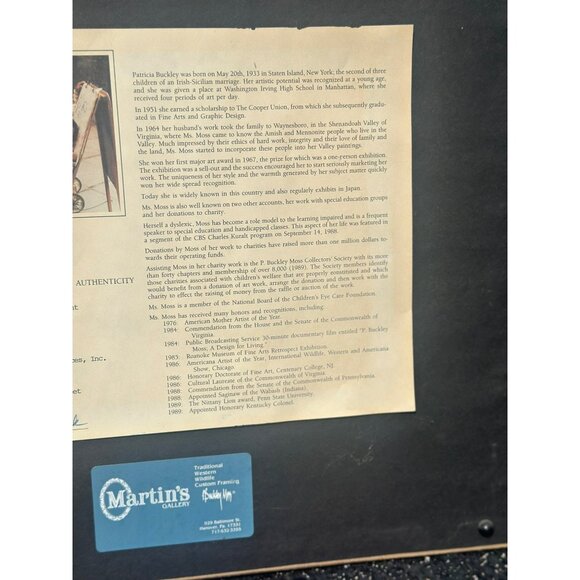 Patricia Buckley was born on May 20th, 1933 in Staten Island, New York; the second of three
children of an Irish-Sicilian marriage. Her artistic potential was recognized at a young age,
and she was given a place at Washington Irving High School in Manhattan, where she
received four periods of art per day.
In 1951 she earned a scholarship to The Cooper Union, from which she subsequently gradu-
ated in Fine Arts and Graphic Design.
In 1964 her husband's work took the family to Waynesboro, in the Shenandoah Valley of
Virginia, where Ms. Moss came to know the Amish and Mennonite people who live in the
Valley. Much impressed by their ethics of hard work, integrity and their love of family and
the land, Ms. Moss started to incorporate these people into her Valley paintings.
She won her first major art award in 1967, the prize for which was a one-person exhibition.
The exhibition was a sell-out and the success encouraged her to start seriously marketing her
work. The uniqueness of her style and the warmth generated by her subject matter quickly
won her wide spread recognition.
Today she is widely known in this country and also regularly exhibits in Japan.
Ms. Moss is also well known on two other accounts, her work with special education groups
and her donations to charity.
Herself a dyslexic, Moss has become a role model to the learning impaired and is a frequent
speaker to special education and handicapped classes. This aspect of her life was featured in
a segment of the CBS Charles Kuralt program on September 14, 1988.
Donations by Moss of her work to charities have raised more than one million dollars to-
wards their operating funds.
Assisting Moss in her charity work is the P. Buckley Moss Collectors' Society with its more
than forty chapters and membership of over 8,000 (1989). The Society members identify
those charities associated with children's welfare that are properly constituted and which
would benefit from a donation of art work, arrange the donation and then work with the
charity to effect the raising of money from the raffle or auction of the work.
Ms. Moss is a member of the National Board of the Children's Eye Care Foundation.
Ms. Moss has received many honors and recognitions, including,
1976: American Mother Artist of the Year.
1984: Commendation from the House and the Senate of the Commonwealth of
Virginia.
1984: Public Broadcasting Service 30-minute documentary film entitled "P. Buckley
Moss; A Design for Living."
1985: Roanoke Museum of Fine Arts Retrospect Exhibition.
1986: Americana Artist of the Year, International Wildlife, Western and Americana
Show, Chicago.
1986: Honorary Doctorate of Fine Art, Centenary College, NJ.
1986: Cultural Laureate of the Commonwealth of Virginia.
1988: Commendation from the Senate of the Commonwealth of Pennsylvania.
1988: Appointed Saginaw of the Wabash (Indiana).
1989: The Nittany Lion award, Penn State University.
1989: Appointed Honorary Kentucky Colonel.
AUTHENTICITY
nt
es, Inc.
et
Martin's
GALLERY
Traditional
Western
Wildlife
Custom Framing
1129 Baltimore St.
Hanover, Pa. 17331
717-632-3355